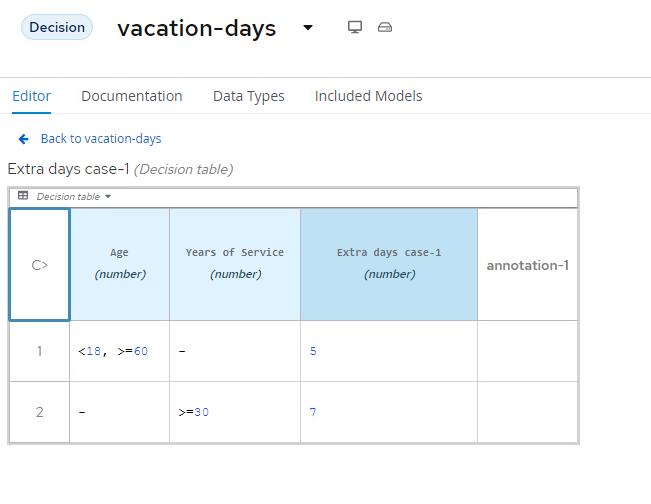 Decision vacation-days
Editor Documentation Data Types Included Models
Back to vacation-days
Extra days case-1 (Decision table)
Decision table
C> Age (number) Years of Service (number) Extra days case-1 (number) annotation-1
1 <18, >=60 - 5
2 - >=30 7